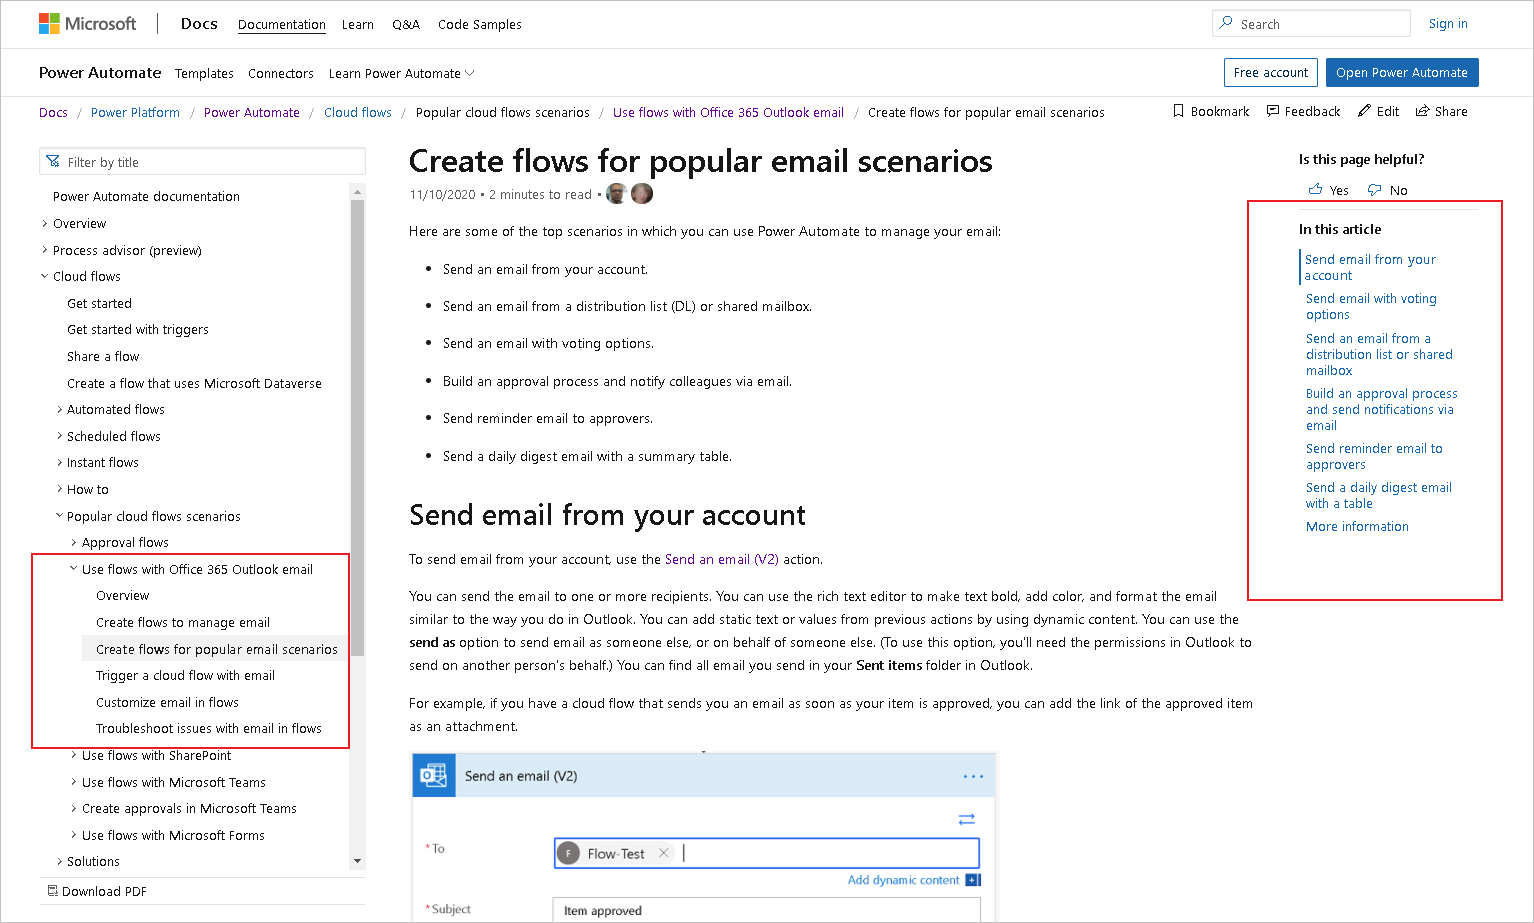 Microsoft
Docs
Documentation
Learn
Q&A
Code Samples
Search
Sign in
Power Automate
Templates
Connectors
Learn Power Automate
Free account
Open Power Automate
Docs / Power Platform / Power Automate / Cloud flows / Popular cloud flows scenarios / Use flows with Office 365 Outlook email / Create flows for popular email scenarios
Bookmark
Feedback
Edit
Share
Filter by title
Power Automate documentation
Overview
Process advisor (preview)
Cloud flows
Get started
Get started with triggers
Share a flow
Create a flow that uses Microsoft Dataverse
Automated flows
Scheduled flows
Instant flows
How to
Popular cloud flows scenarios
Approval flows
Use flows with Office 365 Outlook email
Overview
Create flows to manage email
Create flows for popular email scenarios
Trigger a cloud flow with email
Customize email in flows
Troubleshoot issues with email in flows
Use flows with SharePoint
Use flows with Microsoft Teams
Create approvals in Microsoft Teams
Use flows with Microsoft Forms
Solutions
Download PDF
Create flows for popular email scenarios
11/10/2020 • 2 minutes to read •
Here are some of the top scenarios in which you can use Power Automate to manage your email:
• Send an email from your account.
• Send an email from a distribution list (DL) or shared mailbox.
• Send an email with voting options.
• Build an approval process and notify colleagues via email.
• Send reminder email to approvers.
• Send a daily digest email with a summary table.
Send email from your account
To send email from your account, use the Send an email (V2) action.
You can send the email to one or more recipients. You can use the rich text editor to make text bold, add color, and format the email
similar to the way you do in Outlook. You can add static text or values from previous actions by using dynamic content. You can use the
send as option to send email as someone else, or on behalf of someone else. (To use this option, you'll need the permissions in Outlook to
send on another person's behalf.) You can find all email you send in your Sent items folder in Outlook.
For example, if you have a cloud flow that sends you an email as soon as your item is approved, you can add the link of the approved item
as an attachment.
Send an email (V2)
* To
F Flow-Test
Add dynamic content
* Subject
Item approved
Is this page helpful?
Yes
No
In this article
Send email from your
account
Send email with voting
options
Send an email from a
distribution list or shared
mailbox
Build an approval process
and send notifications via
email
Send reminder email to
approvers
Send a daily digest email
with a table
More information